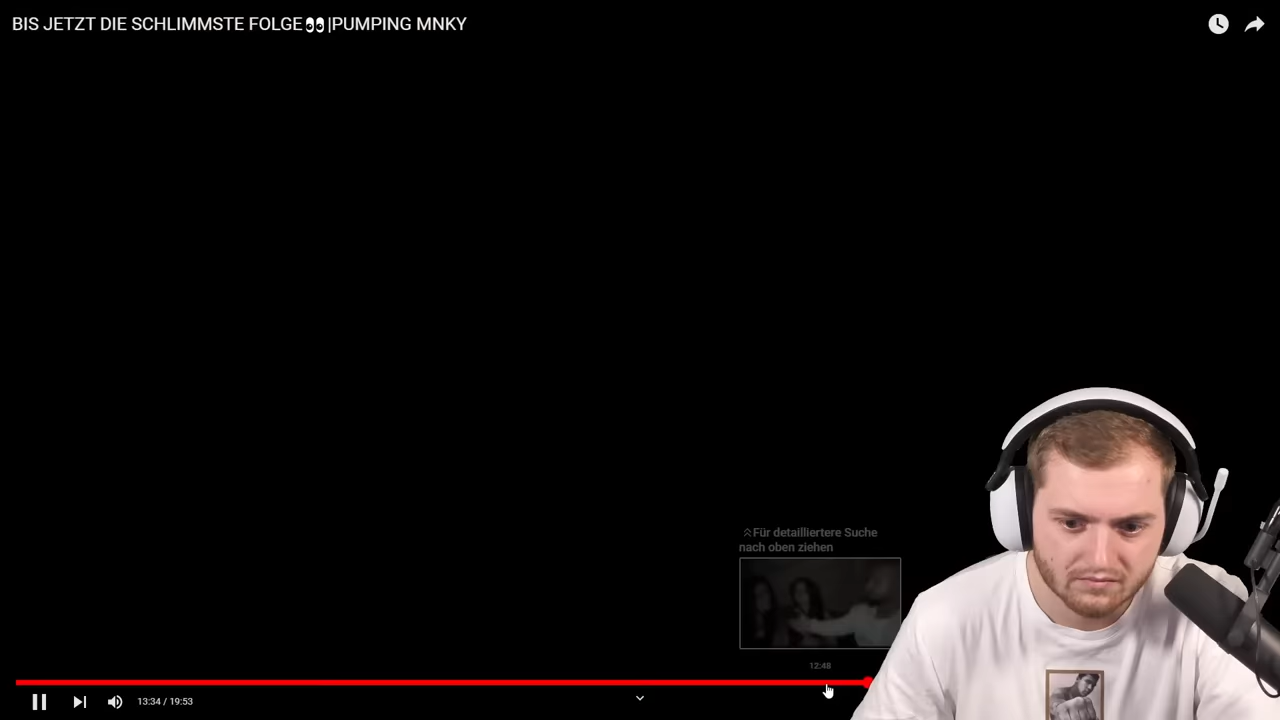 BIS JETZT DIE SCHLIMMSTE FOLGE👀|PUMPING MNKY
Für detailliertere Suche
nach oben ziehen
12:48
13:34 / 19:53